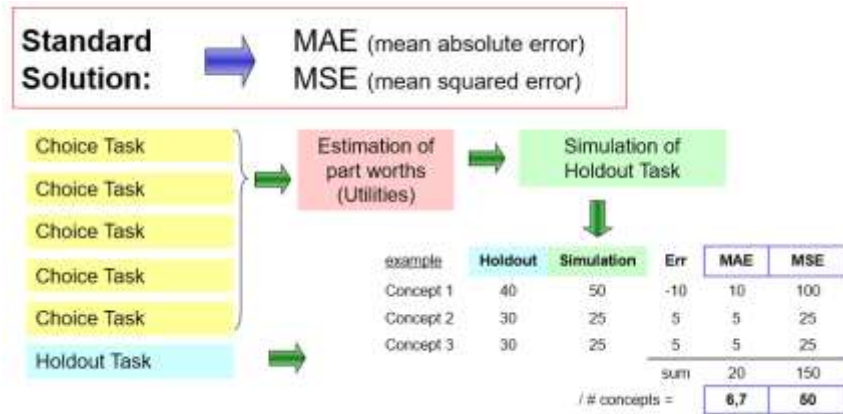 Standard Solution:
MAE (mean absolute error)
MSE (mean squared error)
Choice Task
Choice Task
Choice Task
Choice Task
Choice Task
Holdout Task
Estimation of part worths (Utilities)
Simulation of Holdout Task
example Holdout Simulation Err MAE MSE
Concept 1 40 50 -10 10 100
Concept 2 30 25 5 5 25
Concept 3 30 25 5 5 25
sum 20 150
/ # concepts = 6,7 50